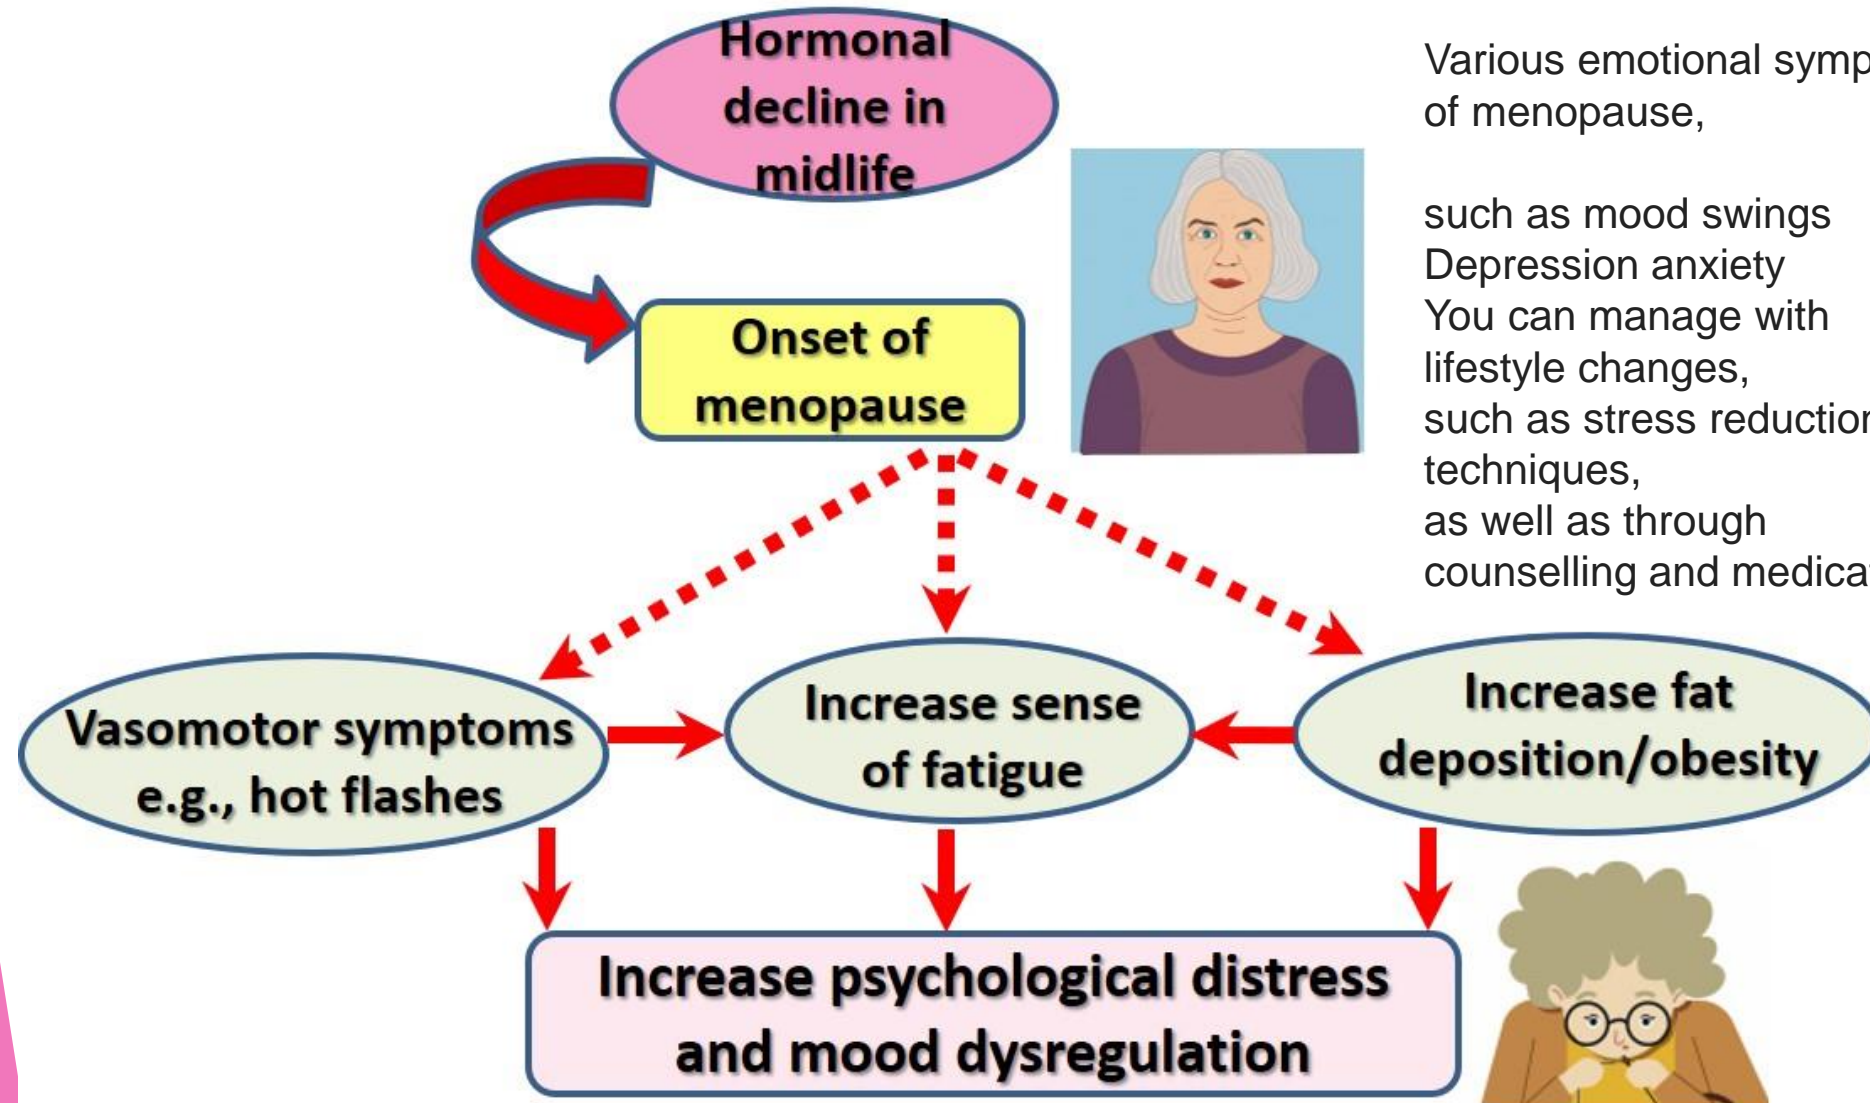 Hormonal
decline in
midlife
Various emotional symp
of menopause,
such as mood swings
Depression anxiety
You can manage with
lifestyle changes,
such as stress reduction
techniques,
as well as through
counselling and medica
Onset of
menopause
Vasomotor symptoms
e.g., hot flashes
Increase sense
of fatigue
Increase fat
deposition/obesity
Increase psychological distress
and mood dysregulation